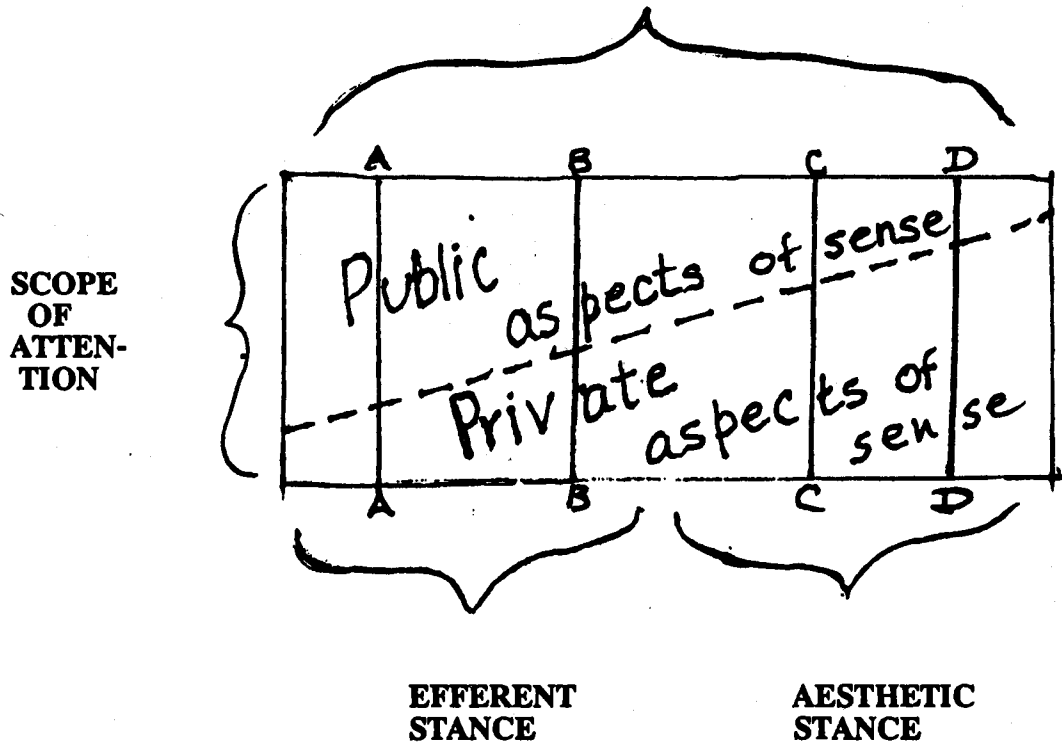 A B C D
SCOPE
OF
ATTEN-
TION
Public
aspects of sense
Private
aspects of
sense
A B C D
EFFERENT
STANCE
AESTHETIC
STANCE